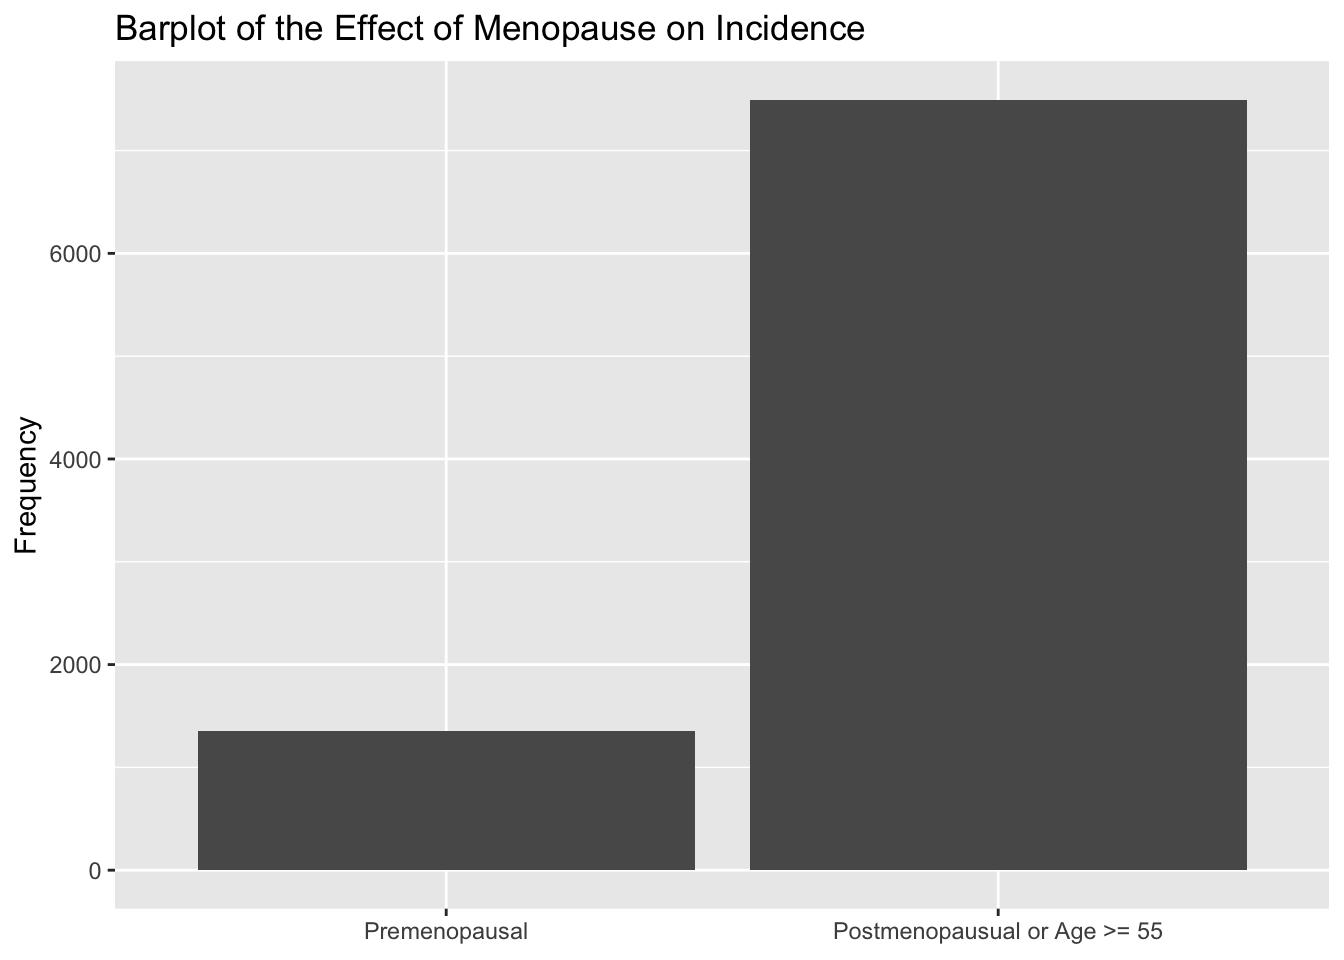 Barplot of the Effect of Menopause on Incidence
Frequency
6000
4000
2000
0
Premenopausal
Postmenopausual or Age >= 55